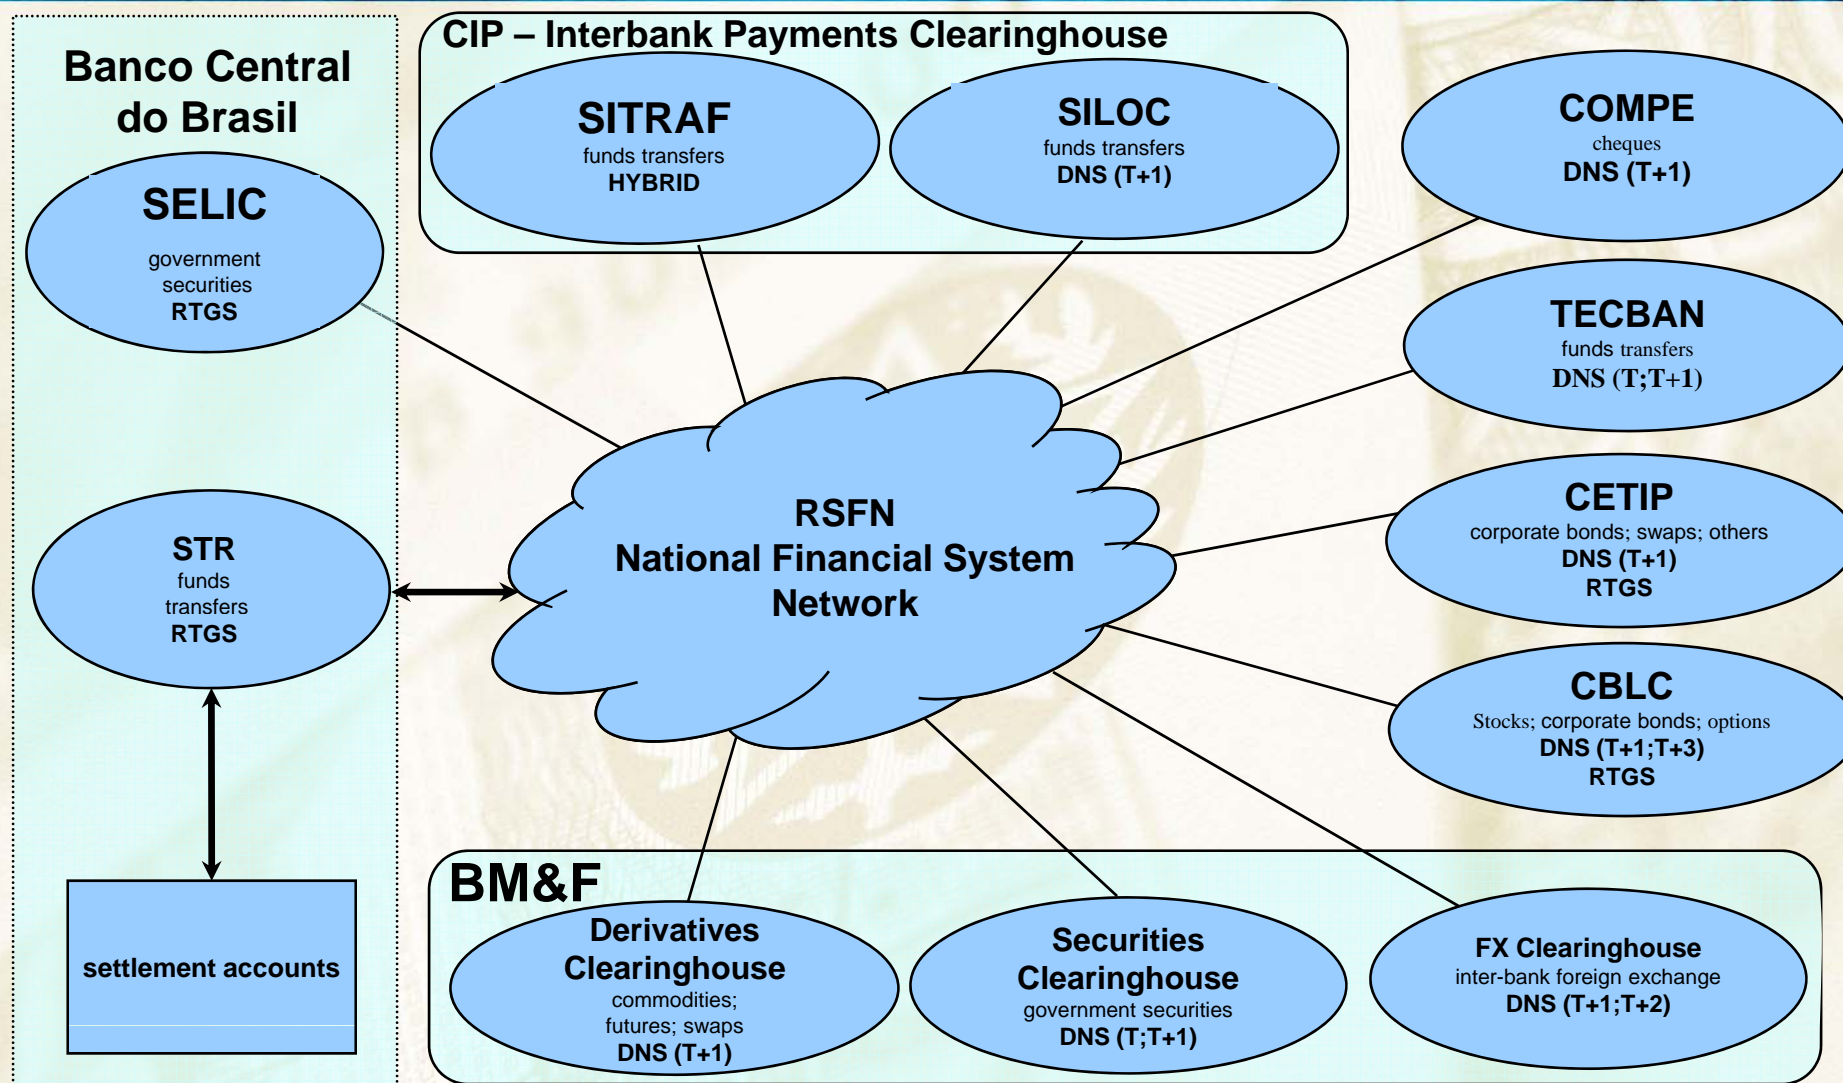 Banco Central
do Brasil
SELIC
government
securities
RTGS
STR
funds
transfers
RTGS
settlement accounts
CIP – Interbank Payments Clearinghouse
SITRAF
funds transfers
HYBRID
SILOC
funds transfers
DNS (T+1)
COMPE
cheques
DNS (T+1)
TECBAN
funds transfers
DNS (T;T+1)
CETIP
corporate bonds; swaps; others
DNS (T+1)
RTGS
CBLC
Stocks; corporate bonds; options
DNS (T+1;T+3)
RTGS
RSFN
National Financial System
Network
BM&F
Derivatives
Clearinghouse
commodities;
futures; swaps
DNS (T+1)
Securities
Clearinghouse
government securities
DNS (T;T+1)
FX Clearinghouse
inter-bank foreign exchange
DNS (T+1;T+2)